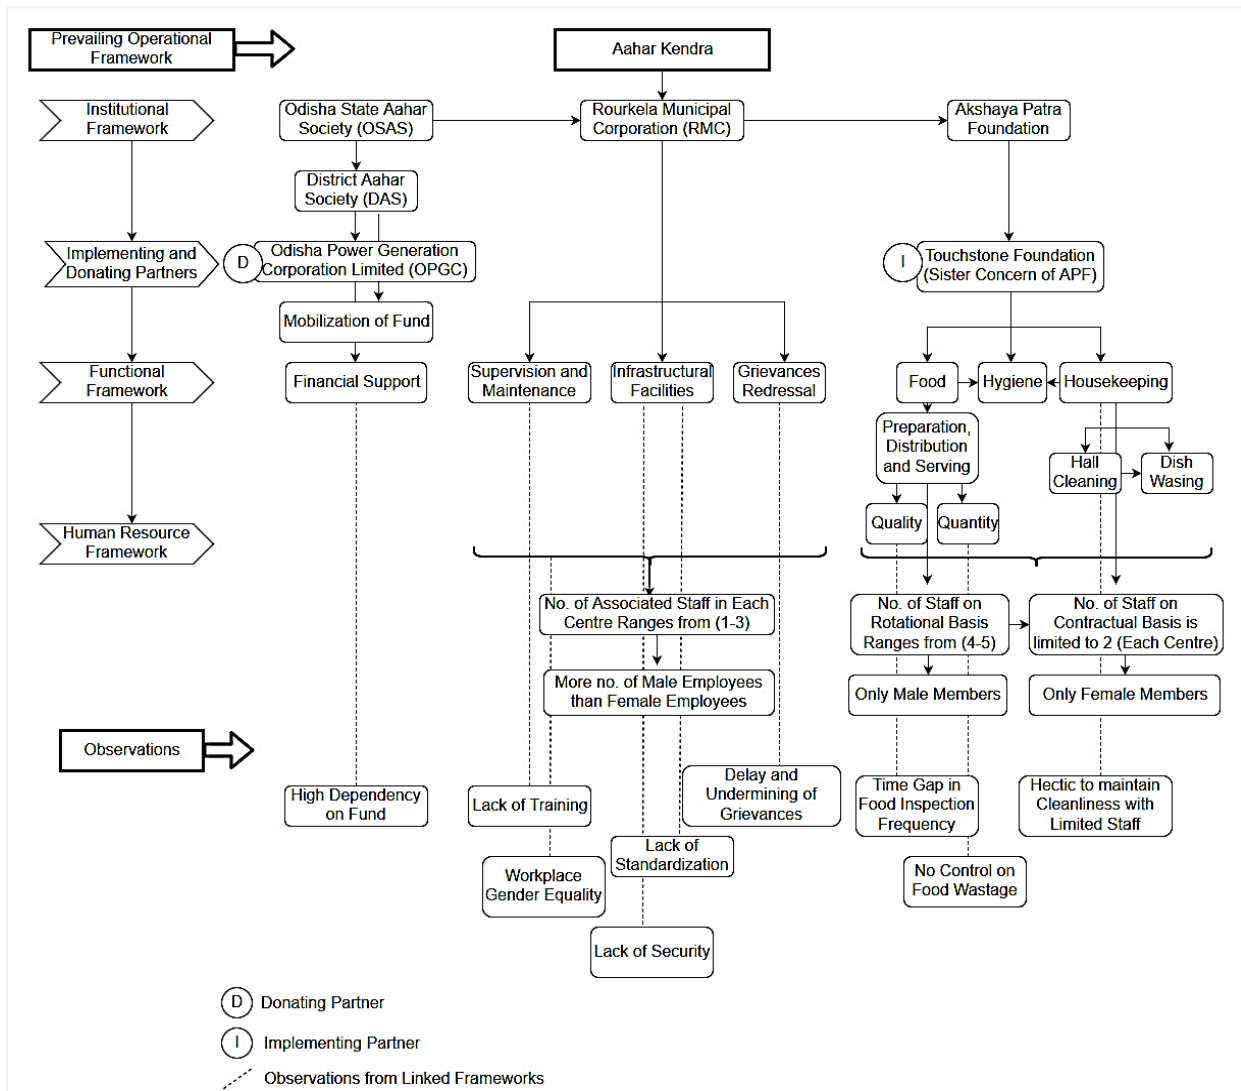 Prevailing Operational
Framework
Aahar Kendra
Institutional
Framework
Odisha State Aahar
Society (OSAS)
Rourkela Municipal
Corporation (RMC)
Akshaya Patra
Foundation
District Aahar
Society (DAS)
Implementing and
Donating Partners
D
Odisha Power Generation
Corporation Limited (OPGC)
I
Touchstone Foundation
(Sister Concern of APF)
Mobilization of Fund
Functional
Framework
Financial Support
Supervision and
Maintenance
Infrastructural
Facilities
Grievances
Redressal
Food
Hygiene
Housekeeping
Preparation,
Distribution
and Serving
Hall
Cleaning
Dish
Wasing
Quality
Quantity
Human Resource
Framework
No. of Associated Staff in Each
Centre Ranges from (1-3)
No. of Staff on
Rotational Basis
Ranges from (4-5)
No. of Staff on
Contractual Basis is
limited to 2 (Each Centre)
More no. of Male Employees
than Female Employees
Only Male Members
Only Female Members
Observations
High Dependency
on Fund
Lack of Training
Delay and
Undermining of
Grievances
Time Gap in
Food Inspection
Frequency
Hectic to maintain
Cleanliness with
Limited Staff
Lack of
Standardization
Workplace
Gender Equality
No Control on
Food Wastage
Lack of Security
D Donating Partner
I Implementing Partner
Observations from Linked Frameworks